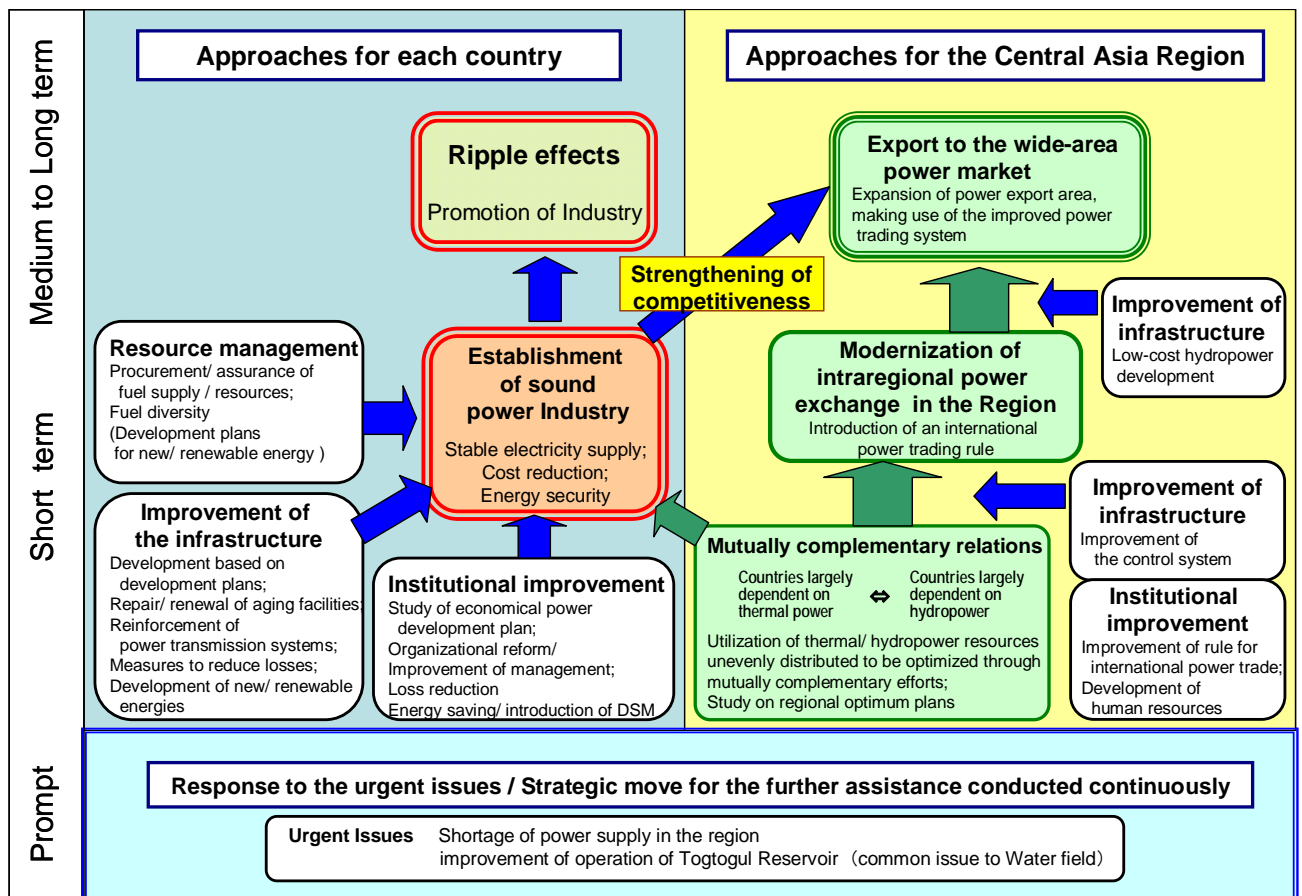 Medium to Long term
Short term
Prompt
Approaches for each country
Ripple effects
Promotion of Industry
Strengthening of
competitiveness
Resource management
Procurement/ assurance of
fuel supply / resources;
Fuel diversity
(Development plans
for new/ renewable energy )
Establishment
of sound
power Industry
Stable electricity supply;
Cost reduction;
Energy security
Improvement of
the infrastructure
Development based on
development plans;
Repair/ renewal of aging facilities;
Reinforcement of
power transmission systems;
Measures to reduce losses;
Development of new/ renewable
energies
Institutional improvement
Study of economical power
development plan;
Organizational reform/
Improvement of management;
Loss reduction
Energy saving/ introduction of DSM
Approaches for the Central Asia Region
Export to the wide-area
power market
Expansion of power export area,
making use of the improved power
trading system
Improvement of
infrastructure
Low-cost hydropower
development
Modernization of
intraregional power
exchange in the Region
Introduction of an international
power trading rule
Improvement of
infrastructure
Improvement of
the control system
Mutually complementary relations
Countries largely
dependent on
thermal power
⇔
Countries largely
dependent on
hydropower
Utilization of thermal/ hydropower resources
unevenly distributed to be optimized through
mutually complementary efforts;
Study on regional optimum plans
Institutional
improvement
Improvement of rule for
international power trade;
Development of
human resources
Response to the urgent issues / Strategic move for the further assistance conducted continuously
Urgent Issues Shortage of power supply in the region
improvement of operation of Togtogul Reservoir（common issue to Water field）